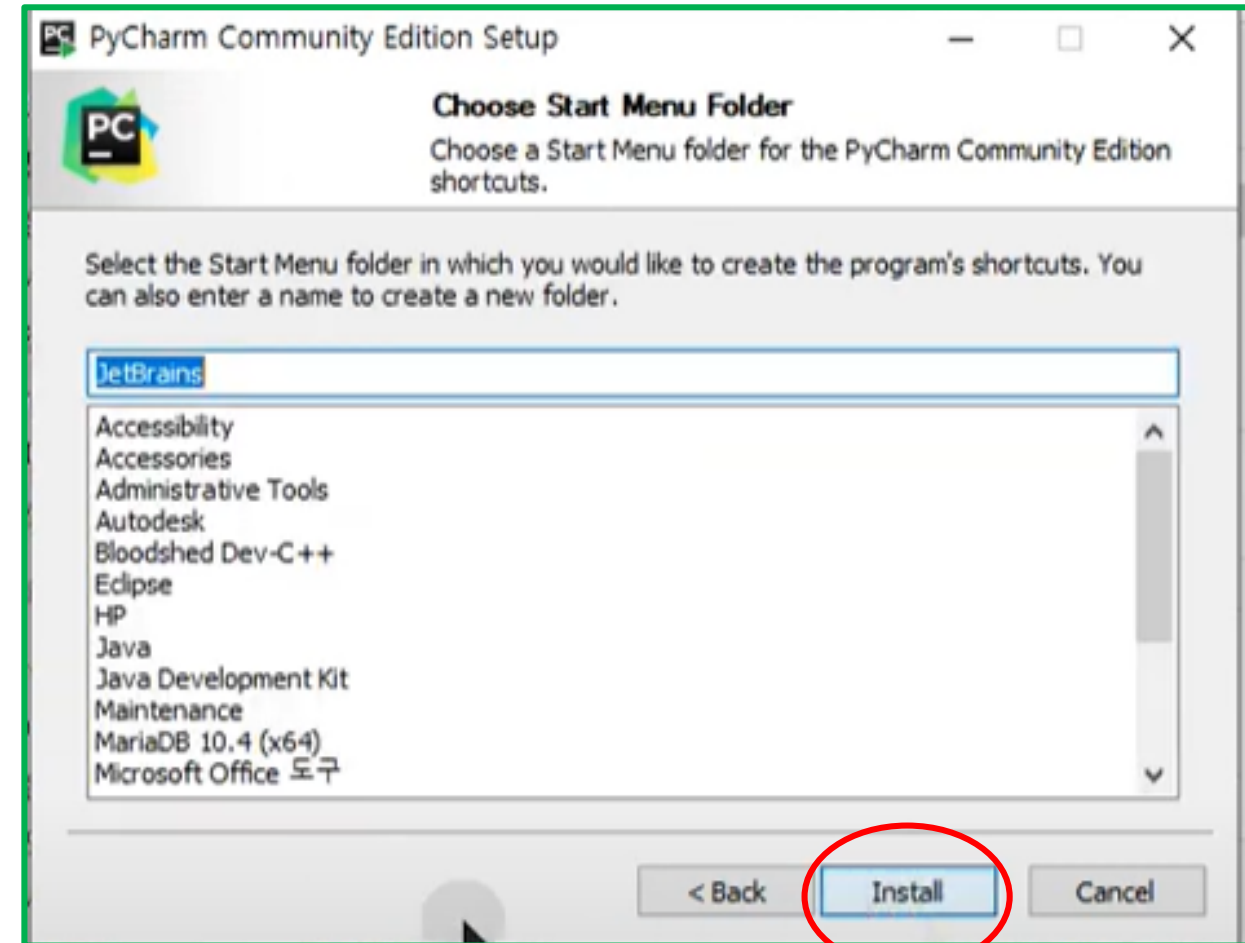 PyCharm Community Edition Setup
PC
Choose Start Menu Folder
Choose a Start Menu folder for the PyCharm Community Edition
shortcuts.
Select the Start Menu folder in which you would like to create the program's shortcuts. You
can also enter a name to create a new folder.
JetBrains
Accessibility
Accessories
Administrative Tools
Autodesk
Bloodshed Dev-C++
Eclipse
HP
Java
Java Development Kit
Maintenance
MariaDB 10.4 (x64)
Microsoft Office 도구
< Back Install Cancel